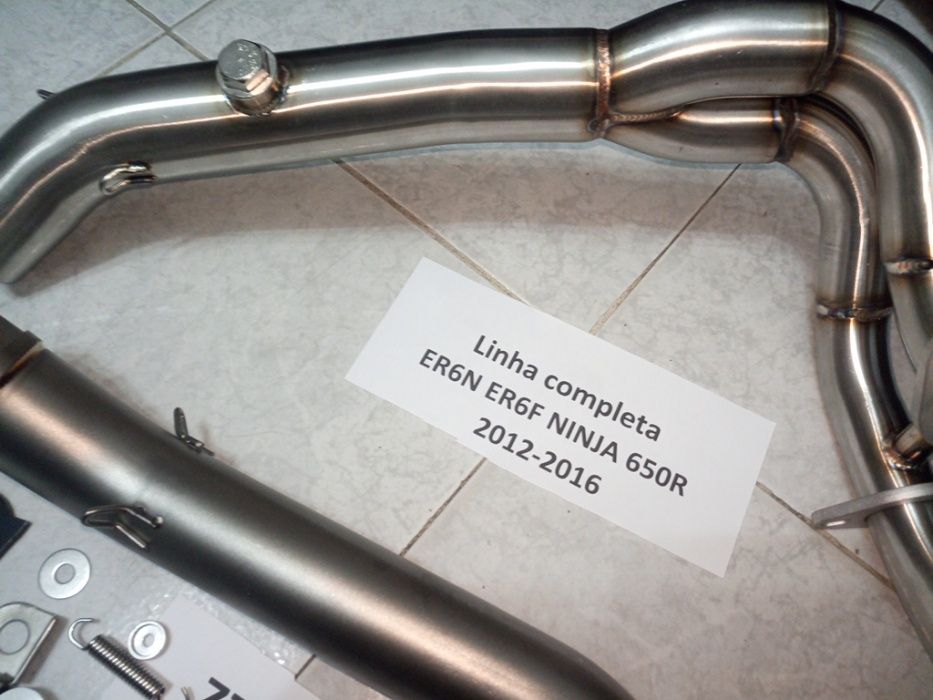 Linha completa
ER6N ER6F NINJA 650R
2012-2016